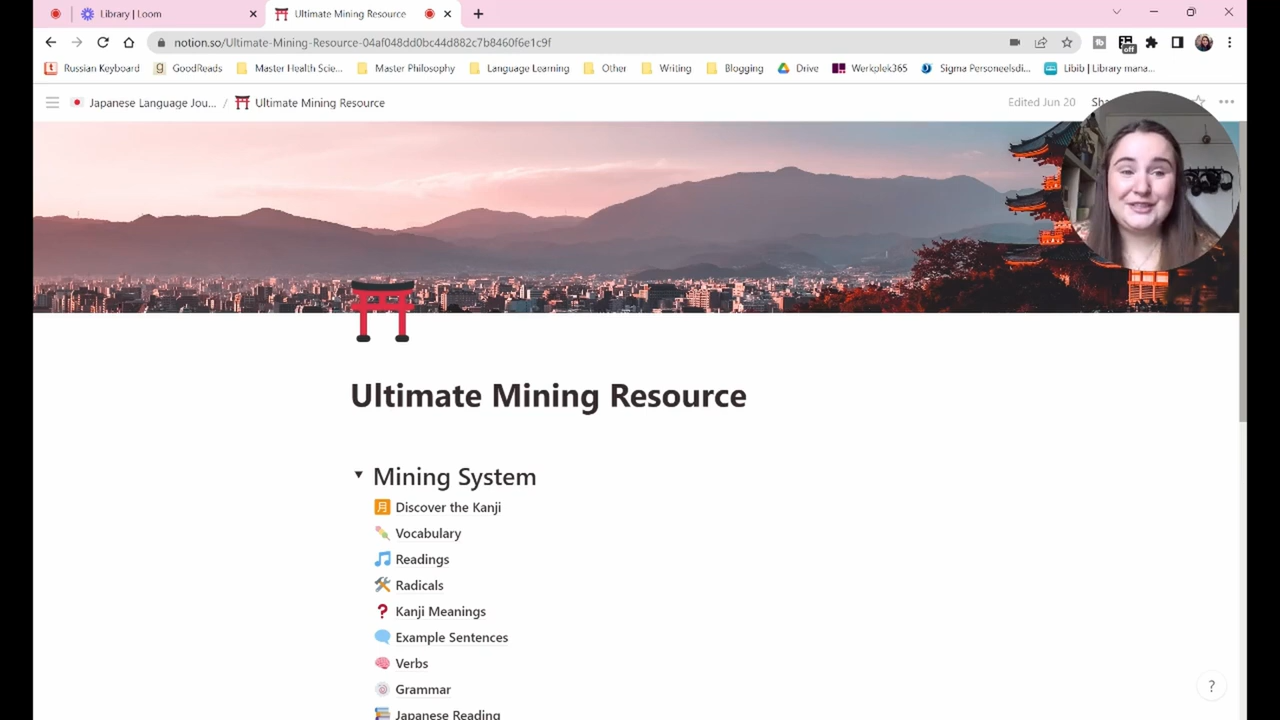 Library | Loom
Ultimate Mining Resource
notion.so/Ultimate-Mining-Resource-04af048dd0bc44d882c7b8460f6e1c9f
off
Russian Keyboard
GoodReads
Master Health Scie...
Master Philosophy
Language Learning
Other
Writing
Blogging
Drive
Werkplek365
Sigma Personeelsdi...
Libib | Library mana...
Japanese Language Jou... / Ultimate Mining Resource
Edited Jun 20
Ultimate Mining Resource
Mining System
月 Discover the Kanji
Vocabulary
Readings
Radicals
Kanji Meanings
Example Sentences
Verbs
Grammar
Japanese Reading
?